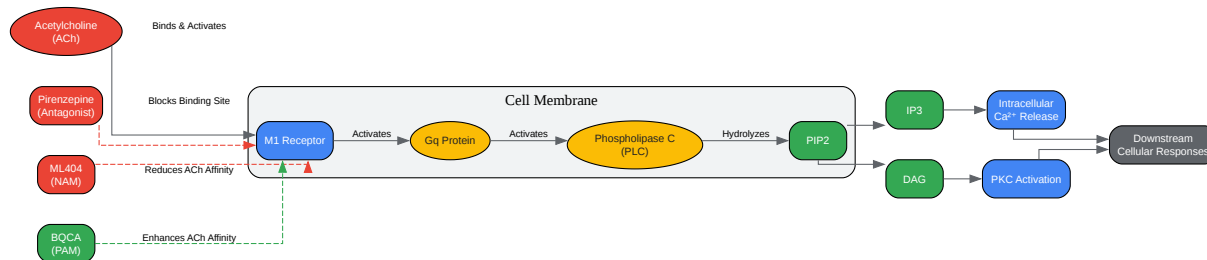 Acetylcholine
(ACh)
Binds & Activates
Pirenzepine
(Antagonist)
Blocks Binding Site
Cell Membrane
M1 Receptor
Activates
Gq Protein
Activates
Phospholipase C
(PLC)
Hydrolyzes
PIP2
IP3
Intracellular
Ca²⁺ Release
Downstream
Cellular Responses
ML404
(NAM)
Reduces ACh Affinity
DAG
PKC Activation
BQCA
(PAM)
Enhances ACh Affinity